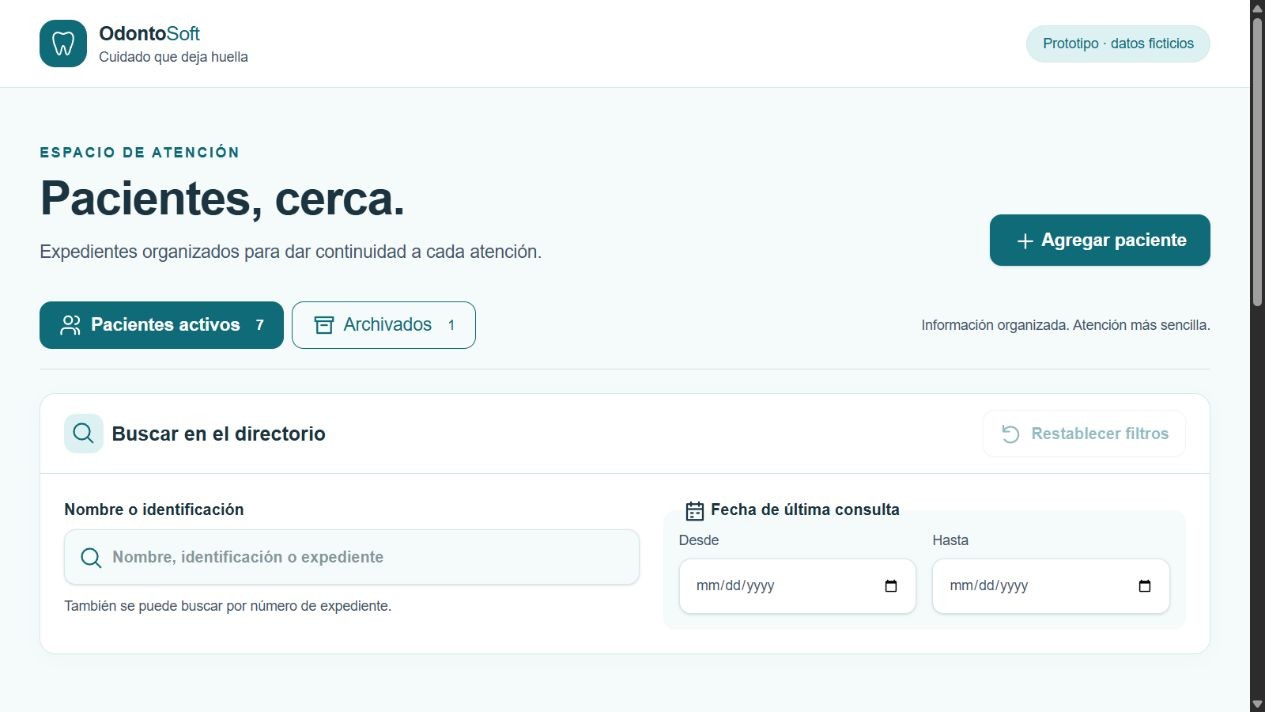 OdontoSoft
Cuidado que deja huella
Prototipo · datos ficticios
ESPACIO DE ATENCIÓN
Pacientes, cerca.
Expedientes organizados para dar continuidad a cada atención.
+ Agregar paciente
Pacientes activos 7
Archivados 1
Información organizada. Atención más sencilla.
Buscar en el directorio
Restablecer filtros
Nombre o identificación
Nombre, identificación o expediente
También se puede buscar por número de expediente.
Fecha de última consulta
Desde
Hasta
mm/dd/yyyy
mm/dd/yyyy